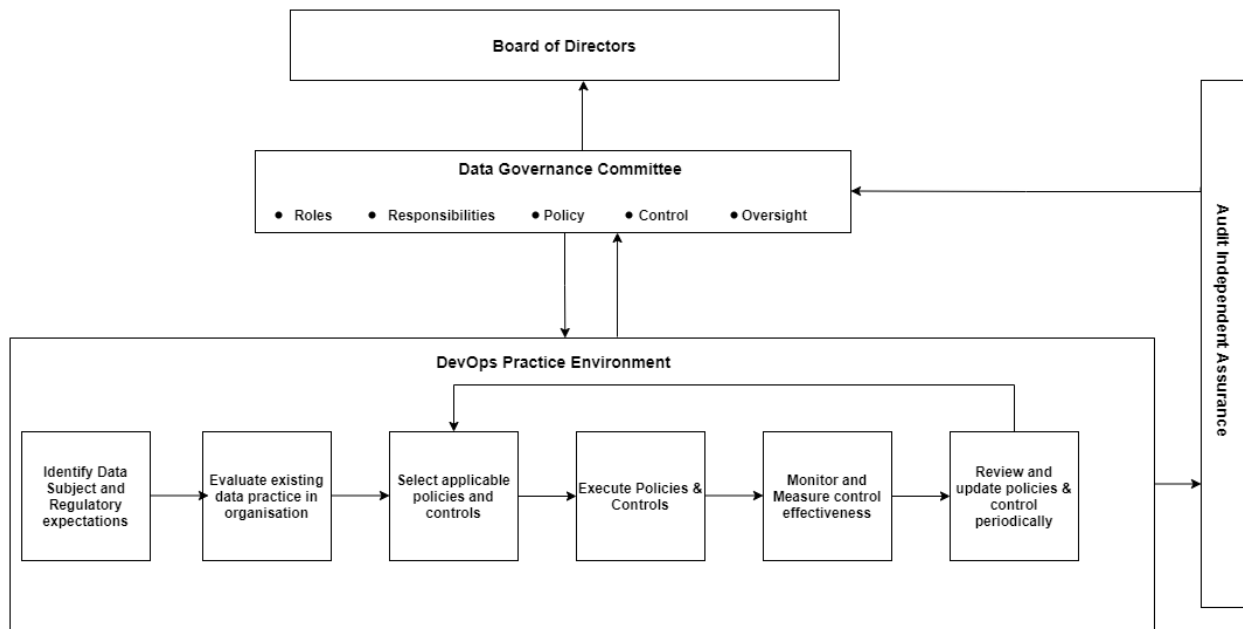 Board of Directors
Data Governance Committee
● Roles ● Responsibilities ● Policy ● Control ● Oversight
Audit Independent Assurance
DevOps Practice Environment
Identify Data
Subject and
Regulatory
expectations
Evaluate existing
data practice in
organisation
Select applicable
policies and
controls
Execute Policies &
Controls
Monitor and
Measure control
effectiveness
Review and
update policies &
control
periodically